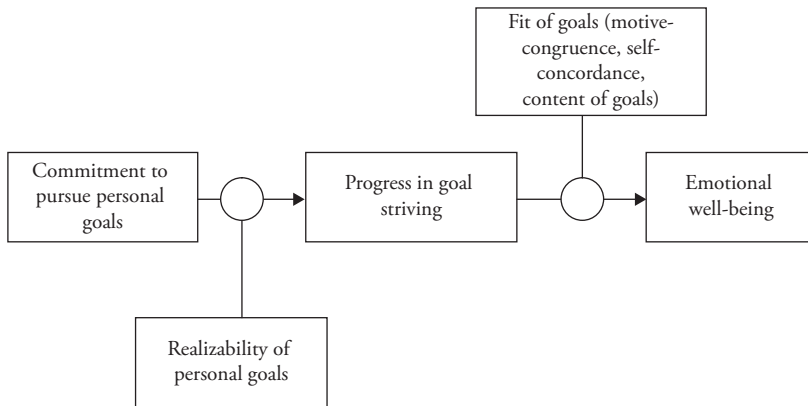 Fit of goals (motive-
congruence, self-
concordance,
content of goals)
Commitment to
pursue personal
goals
Progress in goal
striving
Emotional
well-being
Realizability of
personal goals